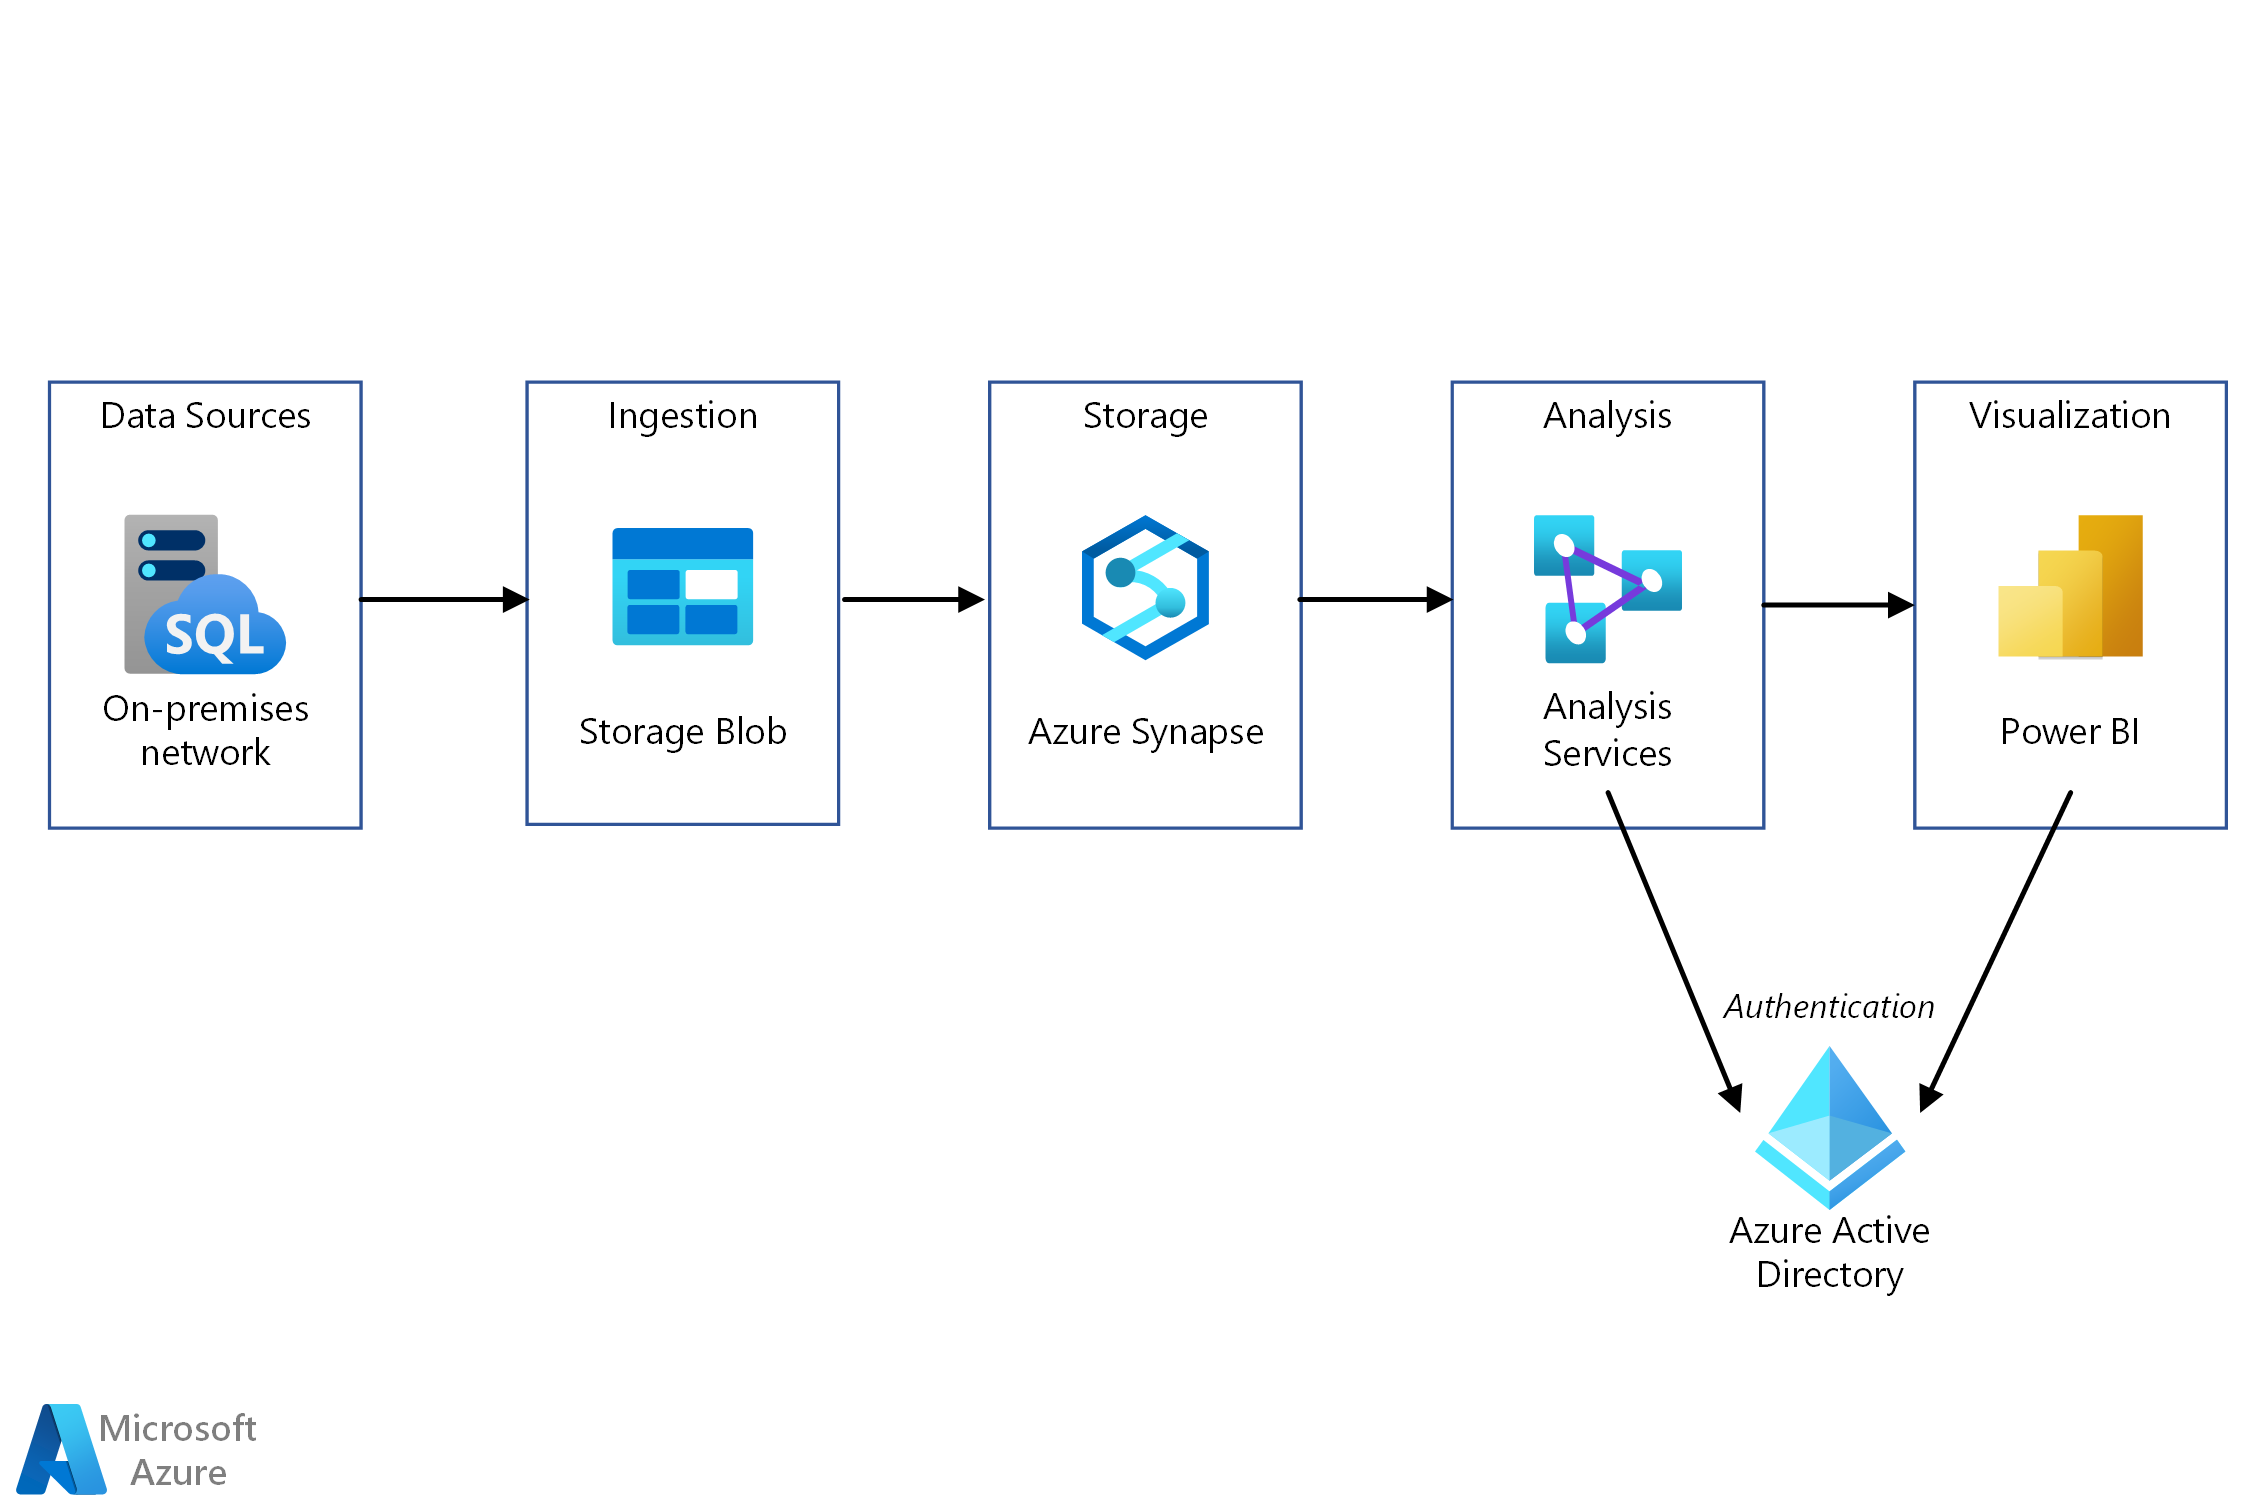 Data Sources
SQL
On-premises
network
Ingestion
Storage Blob
Storage
Azure Synapse
Analysis
Analysis
Services
Visualization
Power BI
Authentication
Azure Active
Directory
Microsoft
Azure